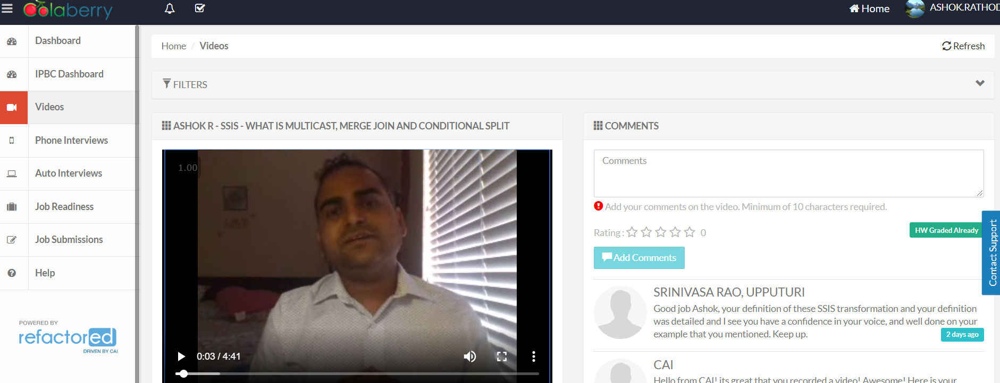 Colaberry
Home
ASHOK.RATHOD
Dashboard
IPBC Dashboard
Videos
Phone Interviews
Auto Interviews
Job Readiness
Job Submissions
Help
POWERED BY
refactored
DRIVEN BY CAI
Home / Videos
Refresh
FILTERS
ASHOK R - SSIS - WHAT IS MULTICAST, MERGE JOIN AND CONDITIONAL SPLIT
1.00
LOVE
0:03 / 4:41
COMMENTS
Comments
Add your comments on the video. Minimum of 10 characters required.
Rating : 0
HW Graded Already
Add Comments
Contact Support
SRINIVASA RAO, UPPUTURI
Good job Ashok, your definition of these SSIS transformation and your definition
was detailed and I see you have a confidence in your voice, and well done on your
example that you mentioned. Keep up.
2 days ago
CAI
Hello from CAI! its great that you recorded a video! Awesome! Here is your